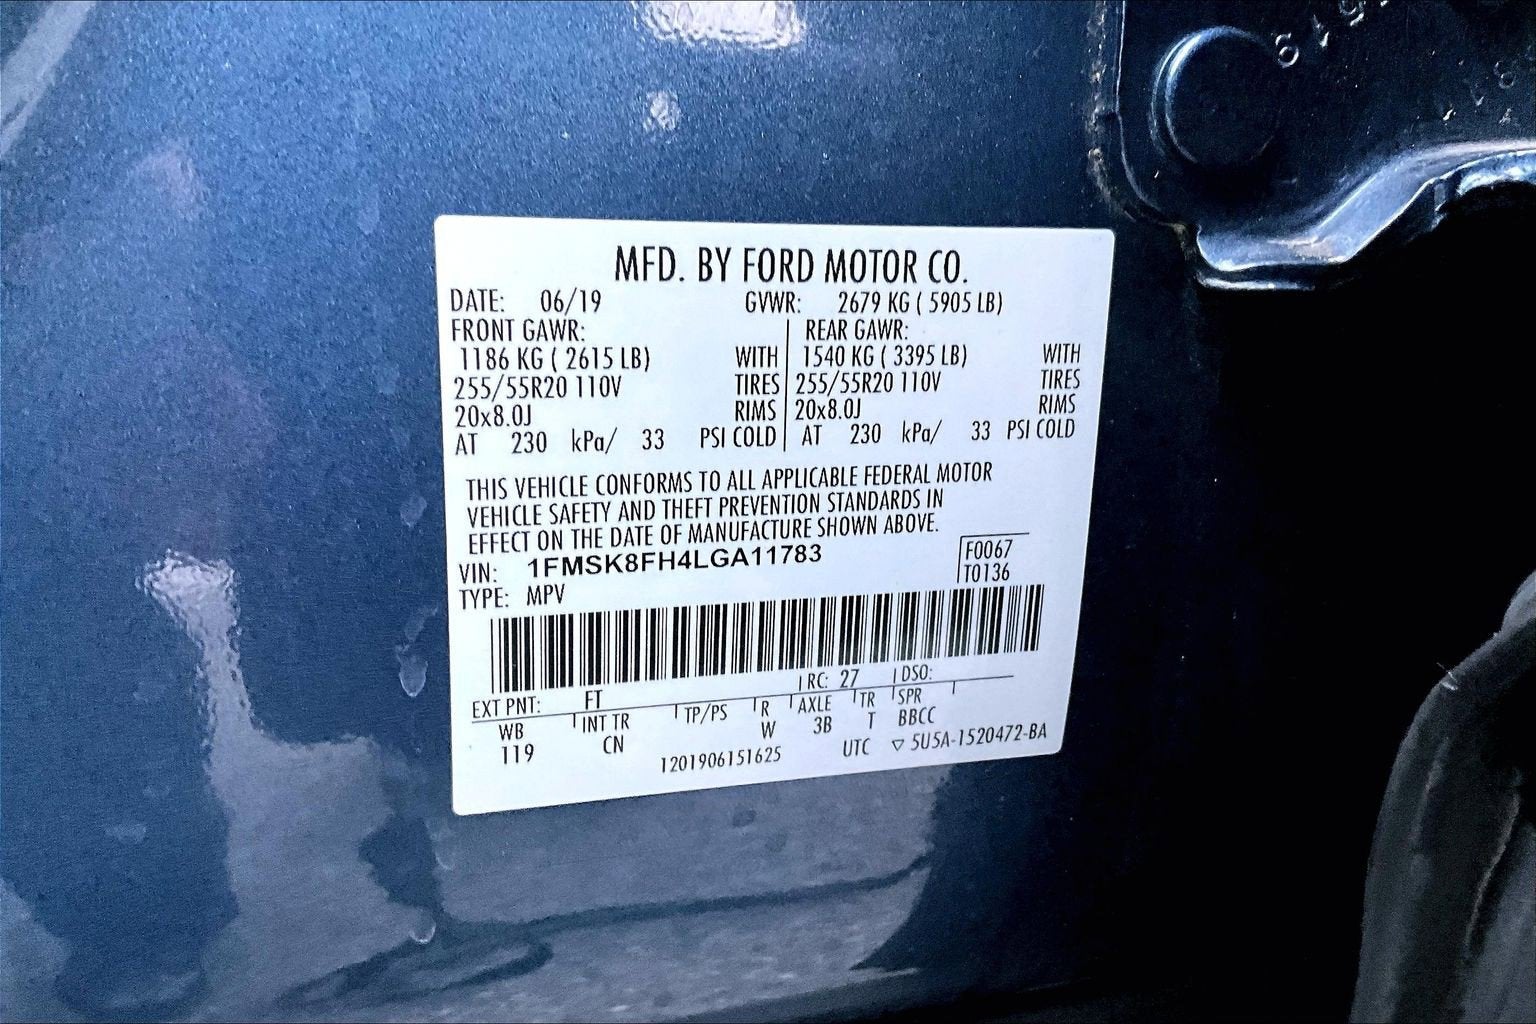 MFD. BY FORD MOTOR CO.
DATE: 06/19 GVWR: 2679 KG ( 5905 LB)
FRONT GAWR: REAR GAWR:
1186 KG ( 2615 LB) WITH 1540 KG ( 3395 LB) WITH
255/55R20 110V TIRES 255/55R20 110V TIRES
20x8.0J RIMS 20x8.0J RIMS
AT 230 kPa/ 33 PSI COLD AT 230 kPa/ 33 PSI COLD
THIS VEHICLE CONFORMS TO ALL APPLICABLE FEDERAL MOTOR
VEHICLE SAFETY AND THEFT PREVENTION STANDARDS IN
EFFECT ON THE DATE OF MANUFACTURE SHOWN ABOVE.
VIN: 1FMSK8FH4LGA11783 F0067
TYPE: MPV T0136
EXT PNT: FT RC: 27 DSO:
WB INT TR TP/PS R AXLE TR SPR
119 CN W 3B T BBCC
1201906151625 UTC ▽ 5U5A-1520472-BA